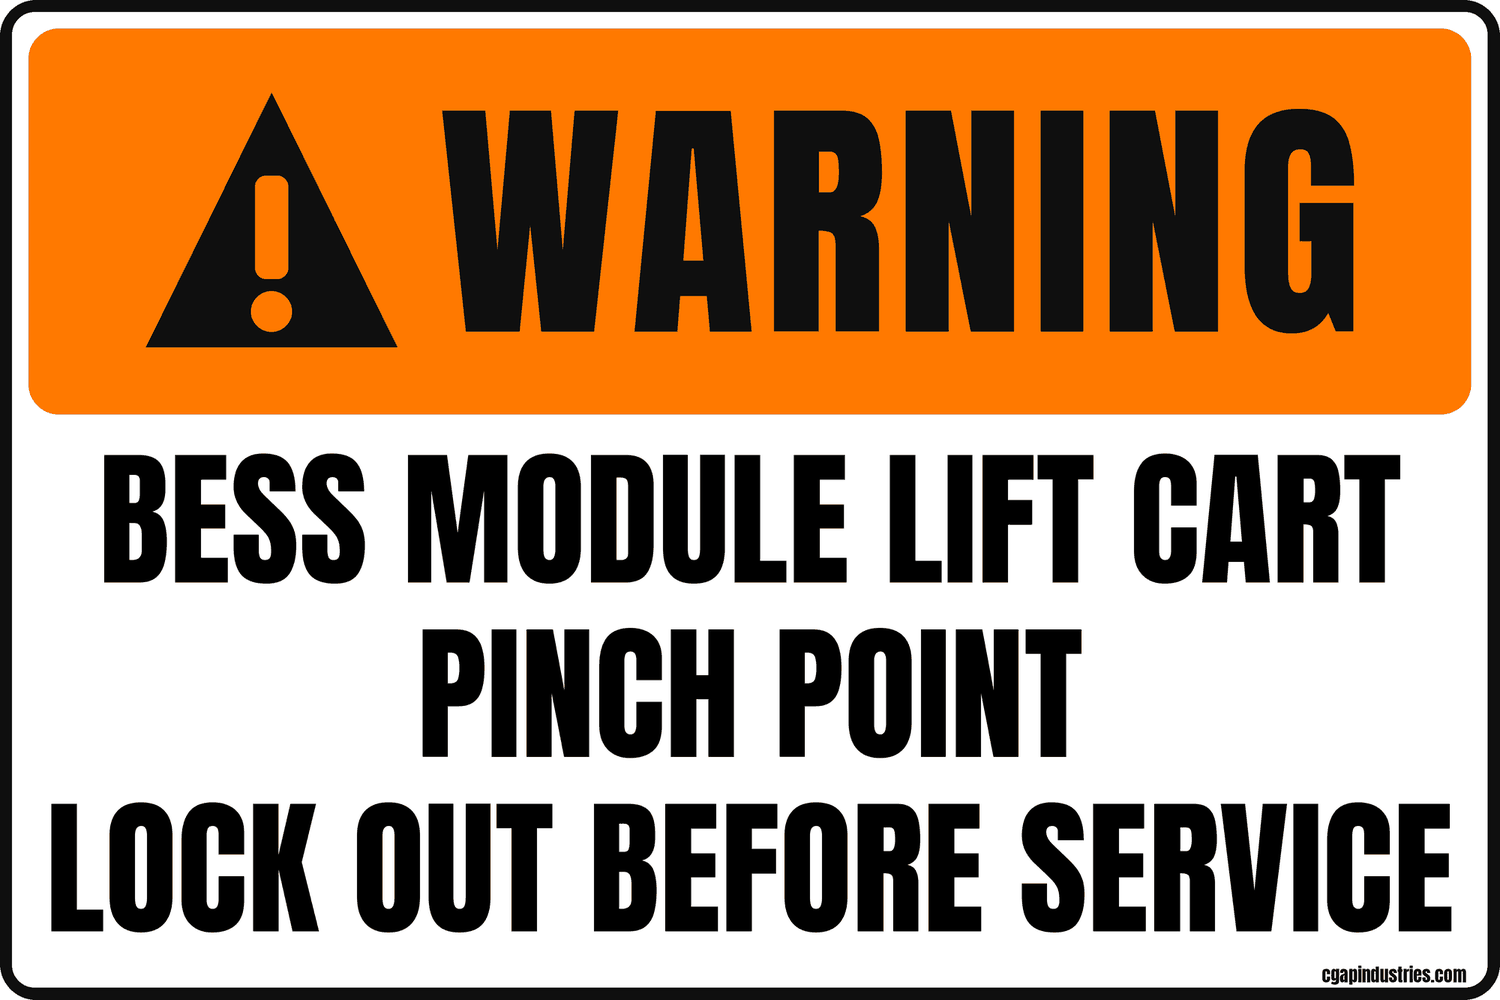 WARNING
BESS MODULE LIFT CART
PINCH POINT
LOCK OUT BEFORE SERVICE
cgapindustries.com